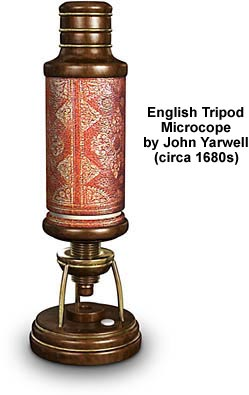 English Tripod
Microcope
by John Yarwell
(circa 1680s)